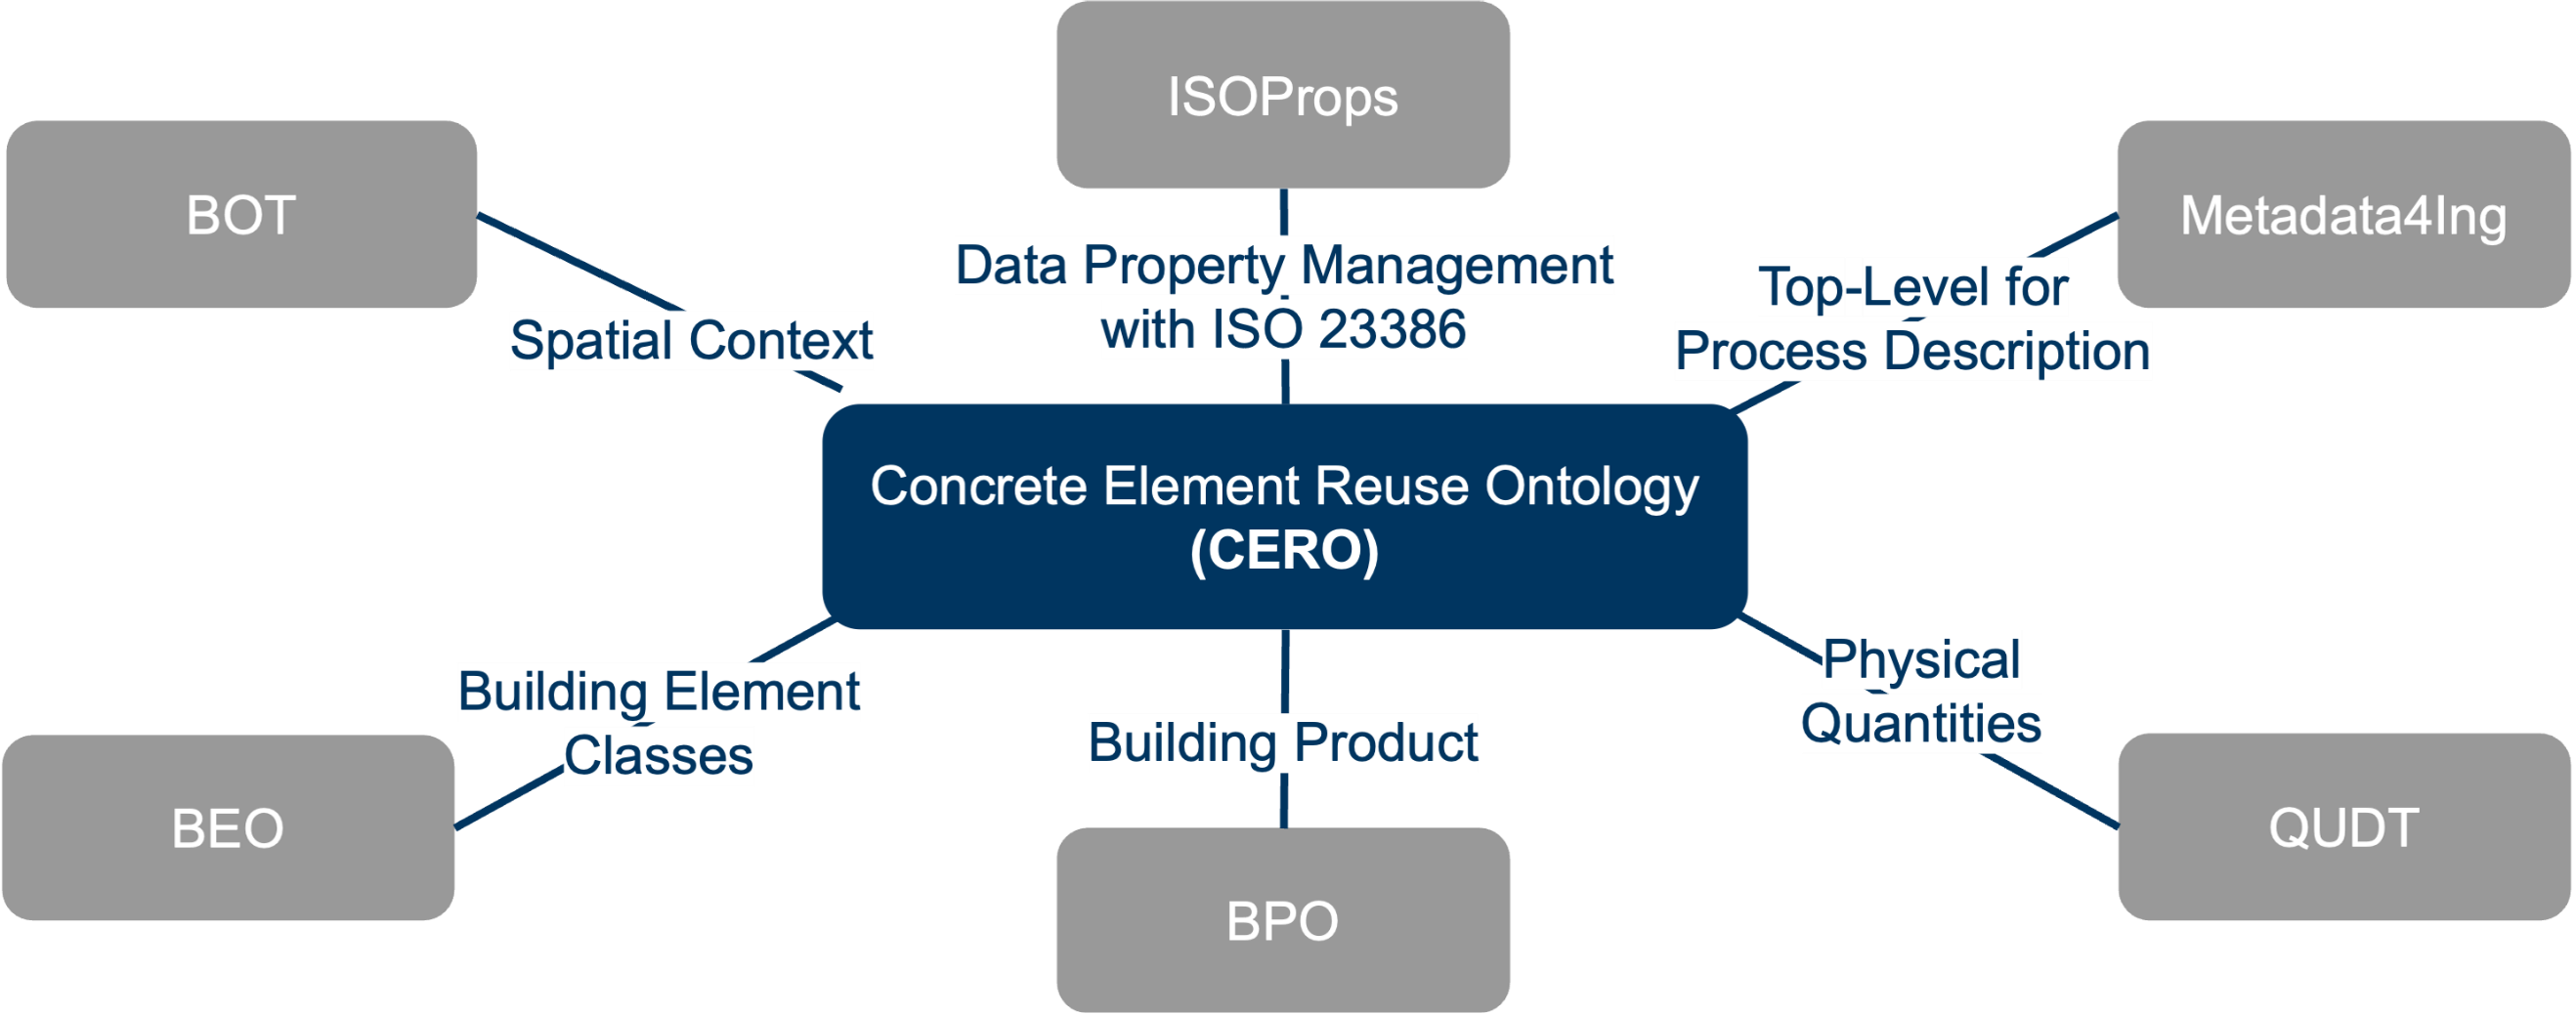 ISOProps
BOT
Metadata4Ing
Data Property Management
with ISO 23386
Top-Level for
Process Description
Spatial Context
Concrete Element Reuse Ontology
(CERO)
Building Element
Classes
Physical
Quantities
Building Product
BEO
QUDT
BPO